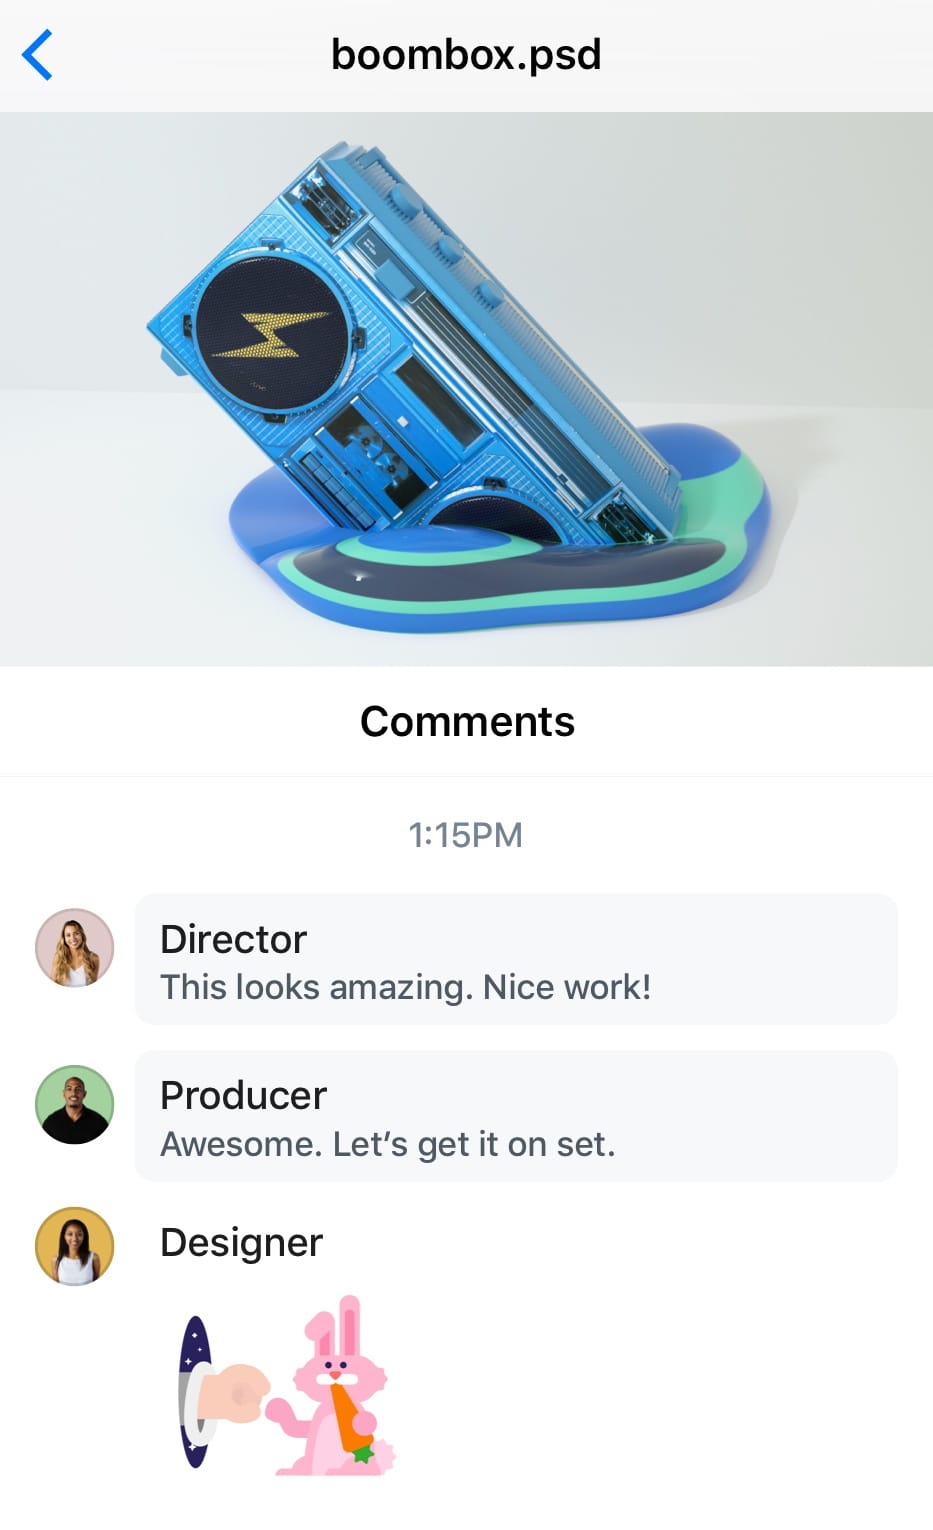 boombox.psd
Comments
1:15PM
Director
This looks amazing. Nice work!
Producer
Awesome. Let’s get it on set.
Designer